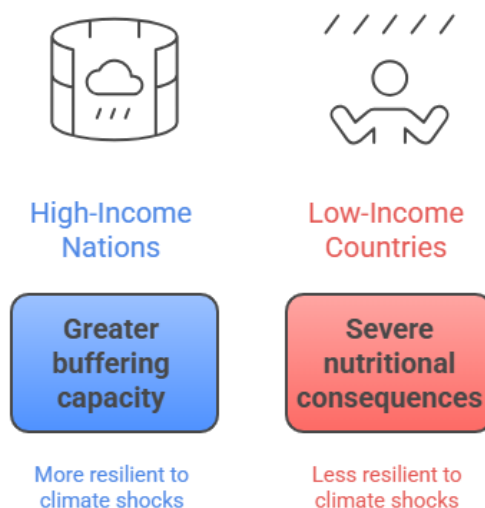 High-Income
Nations
Low-Income
Countries
Greater
buffering
capacity
Severe
nutritional
consequences
More resilient to
climate shocks
Less resilient to
climate shocks